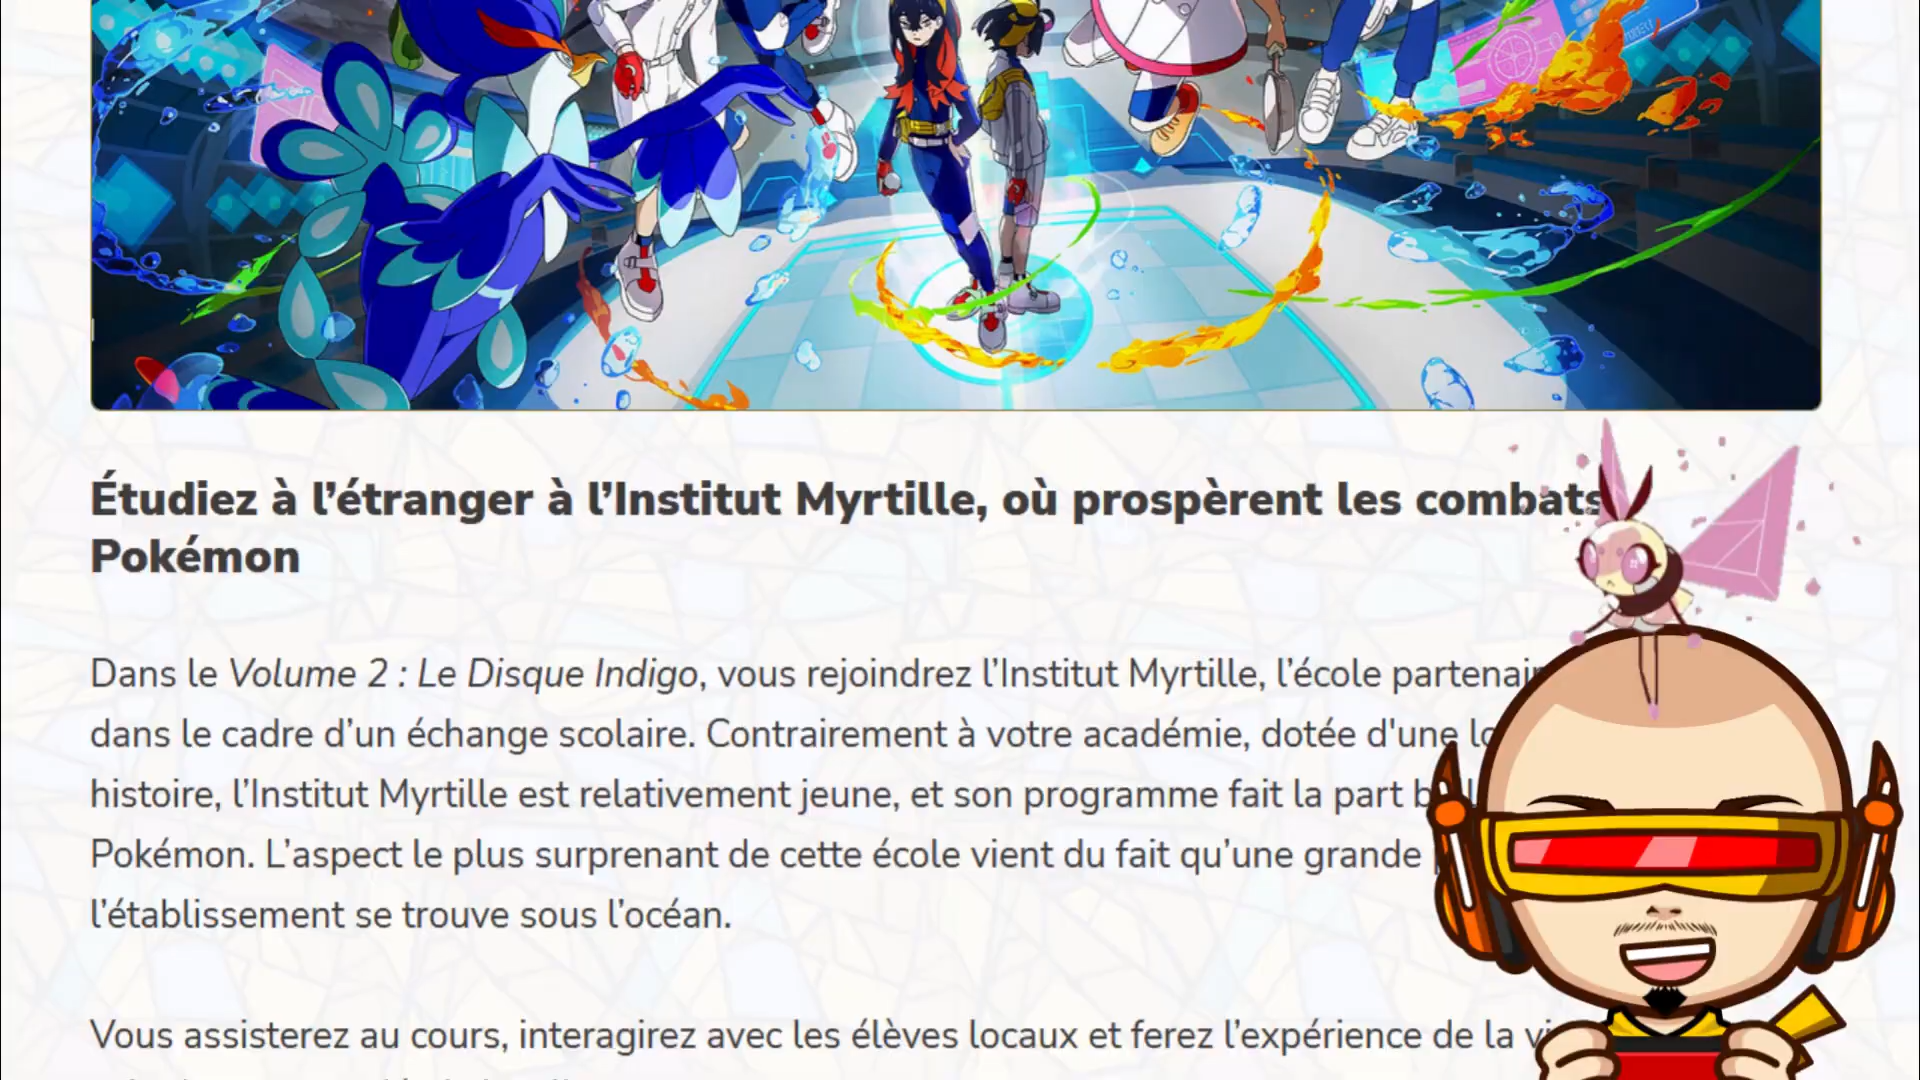 Étudiez à l’étranger à l’Institut Myrtille, où prospèrent les combats
Pokémon
Dans le Volume 2 : Le Disque Indigo, vous rejoindrez l’Institut Myrtille, l’école
dans le cadre d’un échange scolaire. Contrairement à votre académie, dotée d'une
histoire, l’Institut Myrtille est relativement jeune, et son programme fait la part
Pokémon. L’aspect le plus surprenant de cette école vient du fait qu’une grande
l’établissement se trouve sous l’océan.
Vous assisterez au cours, interagirez avec les élèves locaux et ferez l’expérience de la